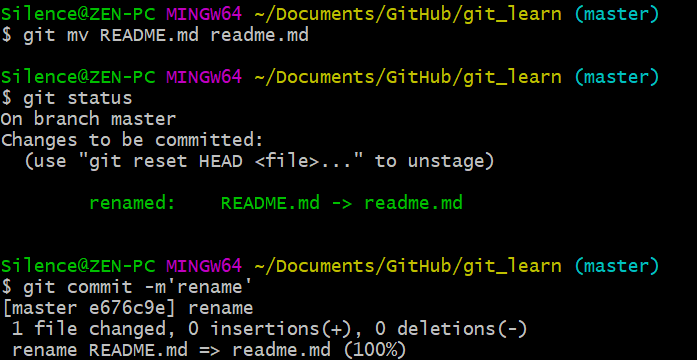 Silence@ZEN-PC MINGW64 ~/Documents/GitHub/git_learn (master)
$ git mv README.md readme.md
Silence@ZEN-PC MINGW64 ~/Documents/GitHub/git_learn (master)
$ git status
On branch master
Changes to be committed:
  (use "git reset HEAD <file>..." to unstage)
        renamed:    README.md -> readme.md
Silence@ZEN-PC MINGW64 ~/Documents/GitHub/git_learn (master)
$ git commit -m'rename'
[master e676c9e] rename
 1 file changed, 0 insertions(+), 0 deletions(-)
 rename README.md => readme.md (100%)